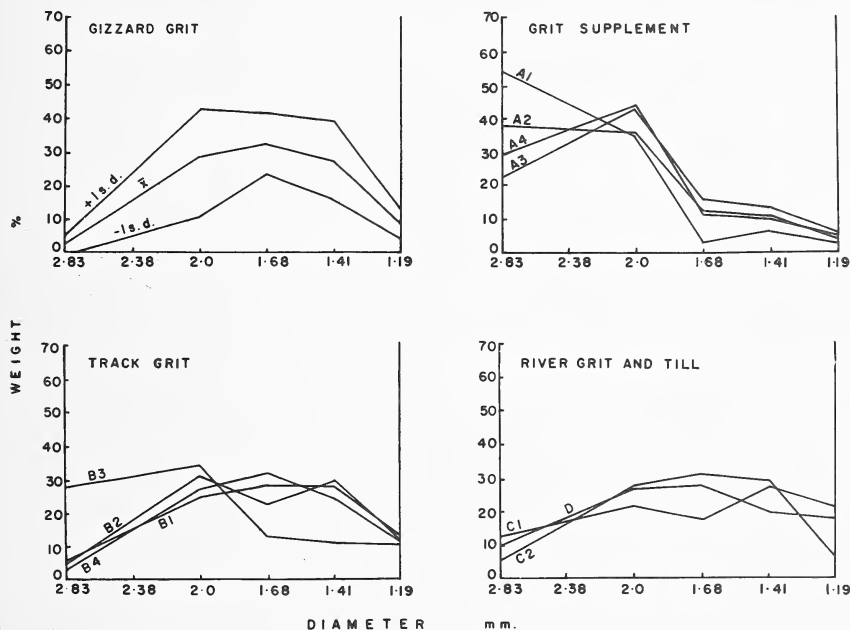 GIZZARD GRIT
70
60
50
40
30
20
10
0
+1s.d.
x̄
-1s.d.
2·83 2·38 2·0 1·68 1·41 1·19
GRIT SUPPLEMENT
70
60
50
40
30
20
10
0
A1
A2
A4
A3
2·83 2·38 2·0 1·68 1·41 1·19
WEIGHT %
TRACK GRIT
70
60
50
40
30
20
10
0
B3
B2
B1
B4
2·83 2·38 2·0 1·68 1·41 1·19
RIVER GRIT AND TILL
70
60
50
40
30
20
10
0
C1
D
C2
2·83 2·38 2·0 1·68 1·41 1·19
DIAMETER mm.